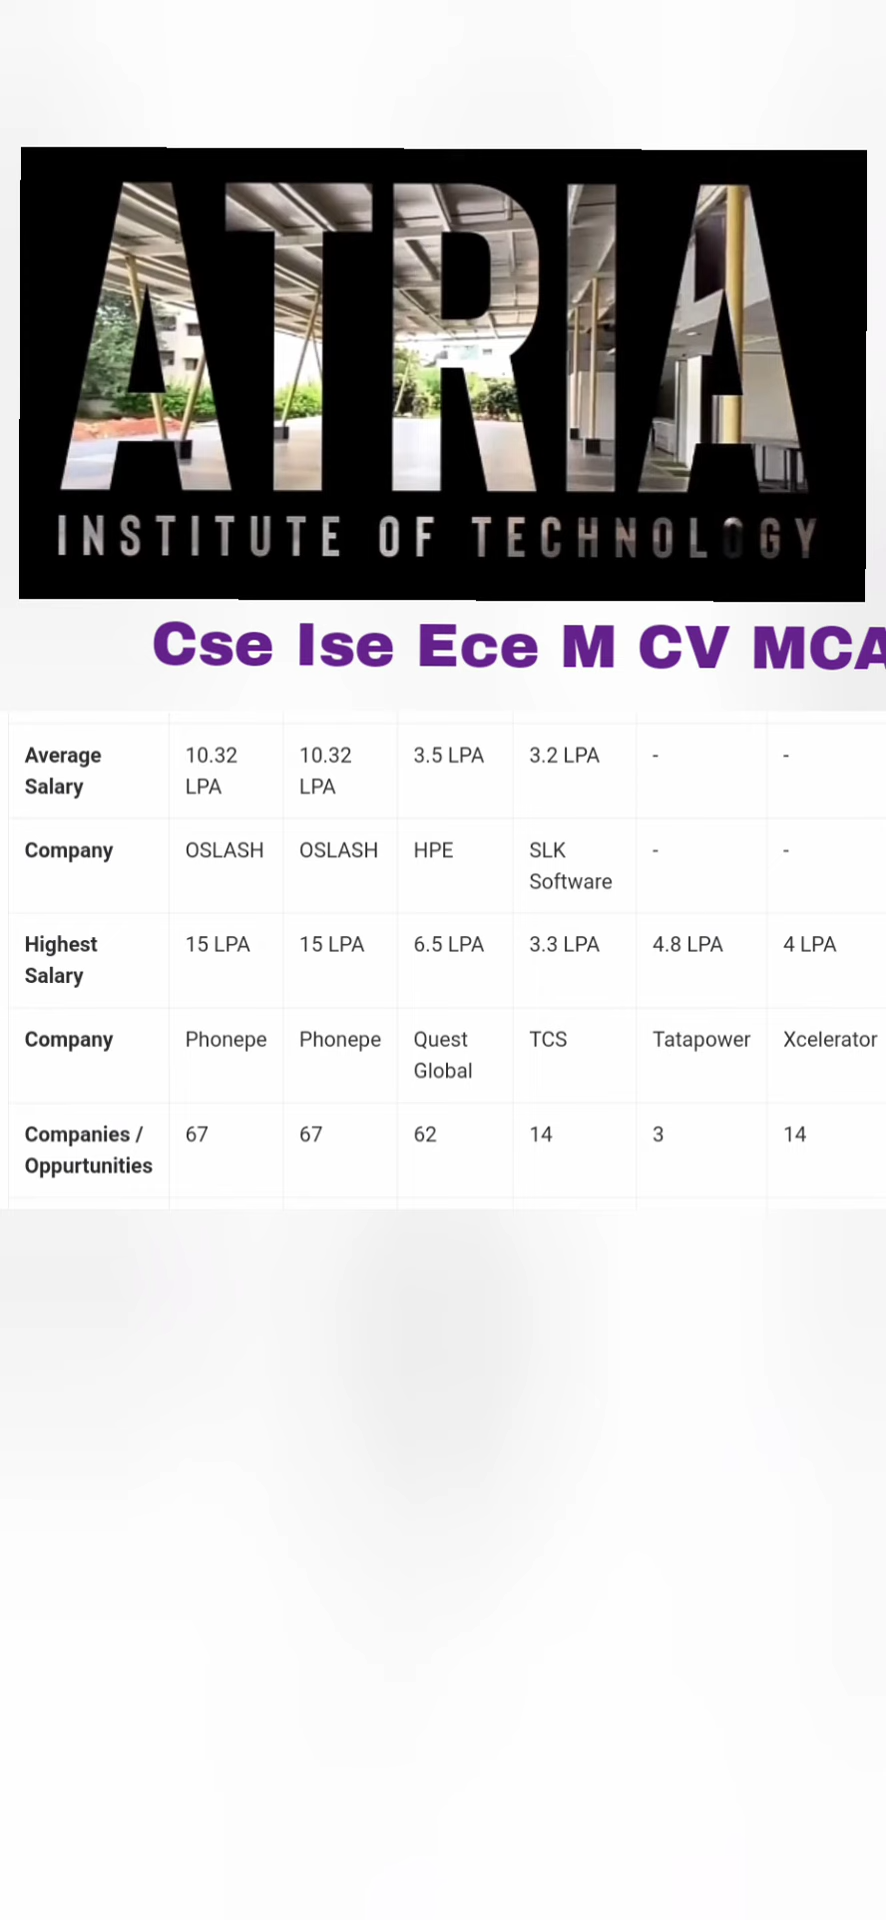 ATRIA
INSTITUTE OF TECHNOLOGY
Cse Ise Ece M CV MCA
Average Salary 10.32 LPA 10.32 LPA 3.5 LPA 3.2 LPA - -
Company OSLASH OSLASH HPE SLK Software - -
Highest Salary 15 LPA 15 LPA 6.5 LPA 3.3 LPA 4.8 LPA 4 LPA
Company Phonepe Phonepe Quest Global TCS Tatapower Xcelerator
Companies / Oppurtunities 67 67 62 14 3 14